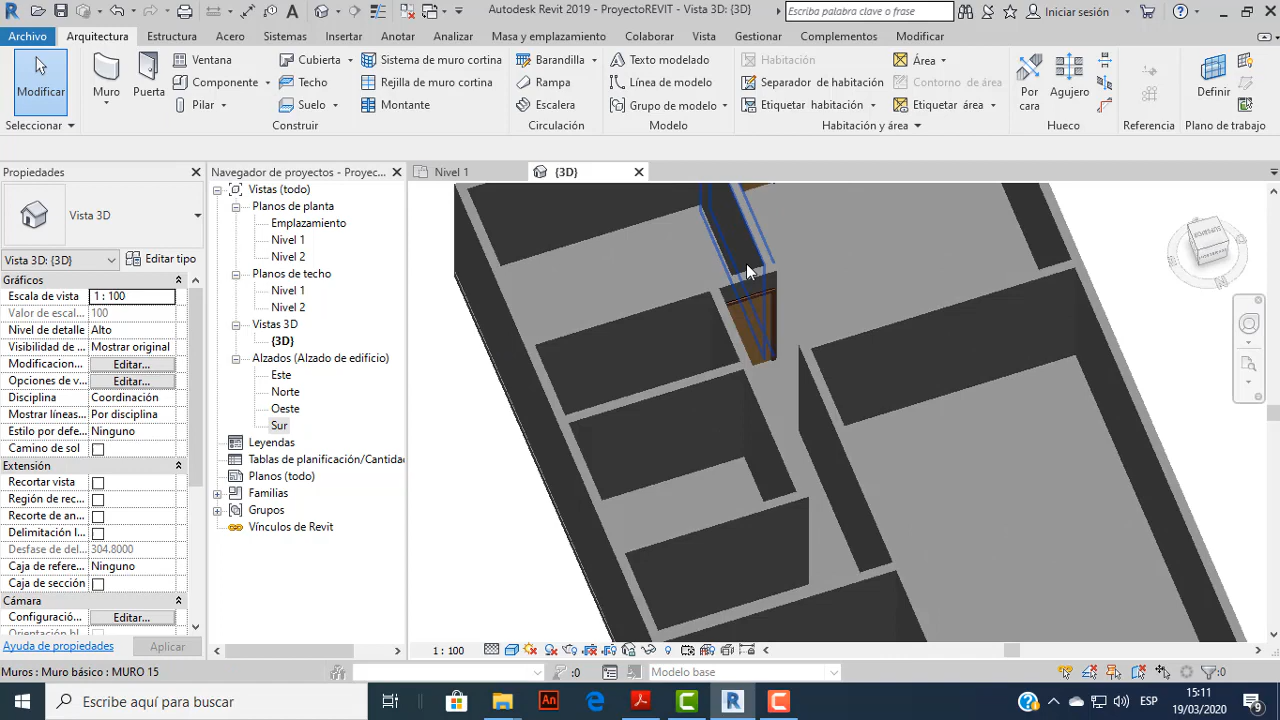 Autodesk Revit 2019 - ProyectoREVIT - Vista 3D: {3D}
Escriba palabra clave o frase
Iniciar sesión
Archivo Arquitectura Estructura Acero Sistemas Insertar Anotar Analizar Masa y emplazamiento Colaborar Vista Gestionar Complementos Modificar
Modificar
Muro
Puerta
Ventana
Componente
Pilar
Cubierta
Techo
Suelo
Sistema de muro cortina
Rejilla de muro cortina
Montante
Barandilla
Rampa
Escalera
Texto modelado
Línea de modelo
Grupo de modelo
Habitación
Separador de habitación
Etiquetar habitación
Área
Contorno de área
Etiquetar área
Por cara
Agujero
Definir
Seleccionar Construir Circulación Modelo Habitación y área Hueco Referencia Plano de trabajo
Propiedades
Vista 3D
Vista 3D: {3D} Editar tipo
Gráficos
Escala de vista 1 : 100
Valor de escal... 100
Nivel de detalle Alto
Visibilidad de ... Mostrar original
Modificacion... Editar...
Opciones de v... Editar...
Disciplina Coordinación
Mostrar líneas... Por disciplina
Estilo por defe... Ninguno
Camino de sol
Extensión
Recortar vista
Región de rec...
Recorte de an...
Delimitación l...
Desfase de del... 304.8000
Caja de refere... Ninguno
Caja de sección
Cámara
Configuració... Editar...
Ayuda de propiedades Aplicar
Navegador de proyectos - Proyec...
Vistas (todo)
Planos de planta
Emplazamiento
Nivel 1
Nivel 2
Planos de techo
Nivel 1
Nivel 2
Vistas 3D
{3D}
Alzados (Alzado de edificio)
Este
Norte
Oeste
Sur
Leyendas
Tablas de planificación/Cantida
Planos (todo)
Familias
Grupos
Vínculos de Revit
Nivel 1 {3D}
1 : 100
Muros : Muro básico : MURO 15
:0
Modelo base
:0
Escribe aquí para buscar
ESP
15:11
19/03/2020